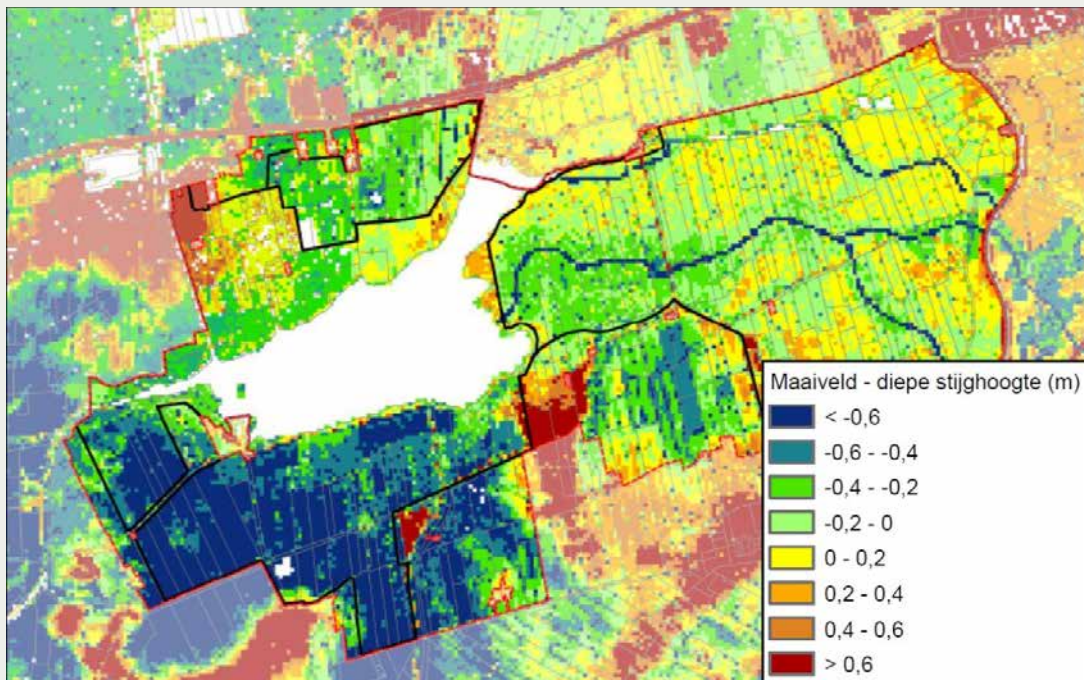 Maaiveld - diepe stijghoogte (m)
< -0,6
-0,6 - -0,4
-0,4 - -0,2
-0,2 - 0
0 - 0,2
0,2 - 0,4
0,4 - 0,6
> 0,6